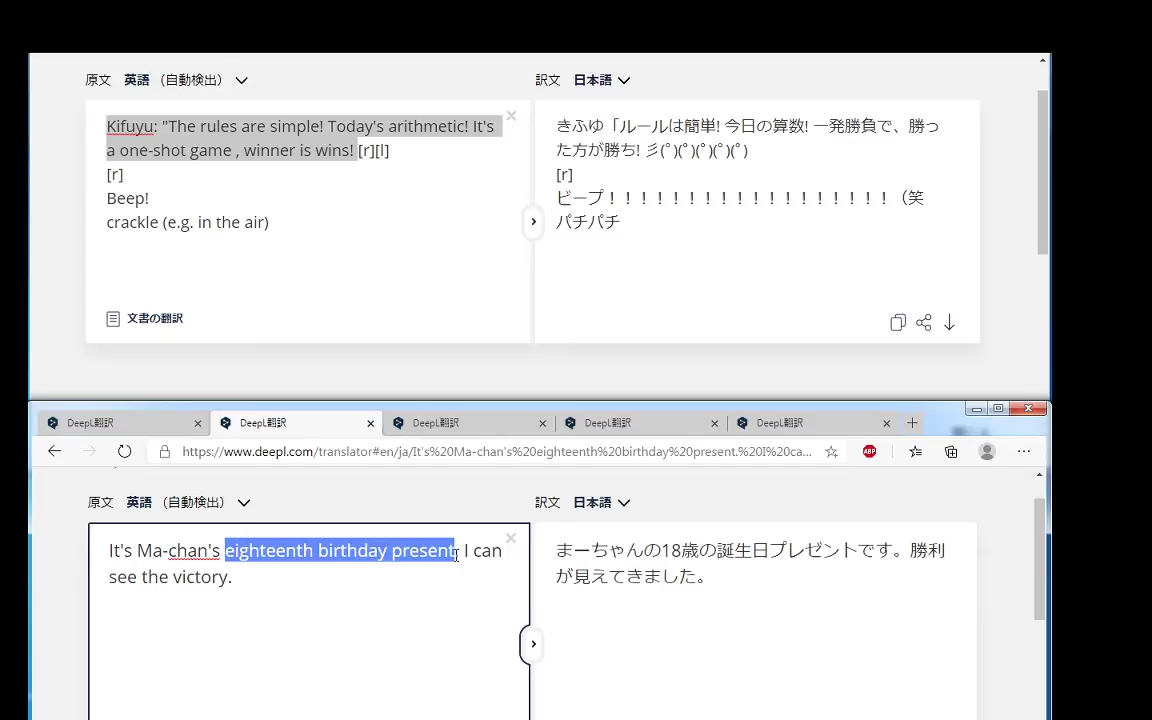 原文 英語 (自動検出)
訳文 日本語
Kifuyu: "The rules are simple! Today's arithmetic! It's
a one-shot game , winner is wins! [r][l]
[r]
Beep!
crackle (e.g. in the air)
きふゆ「ルールは簡単! 今日の算数! 一発勝負で、勝っ
た方が勝ち! 彡(ﾟ)(ﾟ)(ﾟ)(ﾟ)(ﾟ)
[r]
ビープ！！！！！！！！！！！！！！！！！！（笑
パチパチ
文書の翻訳
DeepL翻訳
DeepL翻訳
DeepL翻訳
DeepL翻訳
DeepL翻訳
https://www.deepl.com/translator#en/ja/It's%20Ma-chan's%20eighteenth%20birthday%20present.%20I%20ca...
ABP
原文 英語 (自動検出)
訳文 日本語
It's Ma-chan's eighteenth birthday present. I can
see the victory.
まーちゃんの18歳の誕生日プレゼントです。勝利
が見えてきました。